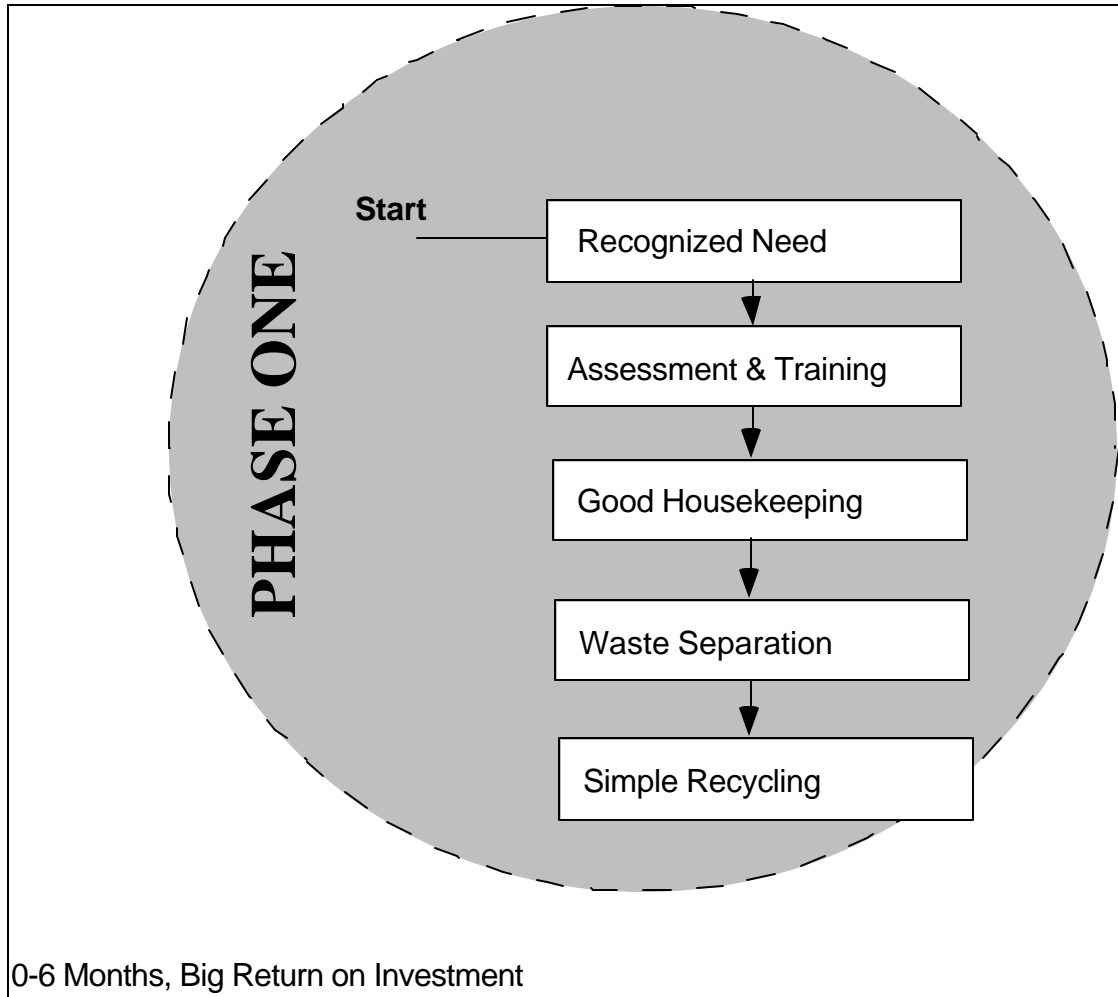 Start
PHASE ONE
Recognized Need
Assessment & Training
Good Housekeeping
Waste Separation
Simple Recycling
0-6 Months, Big Return on Investment